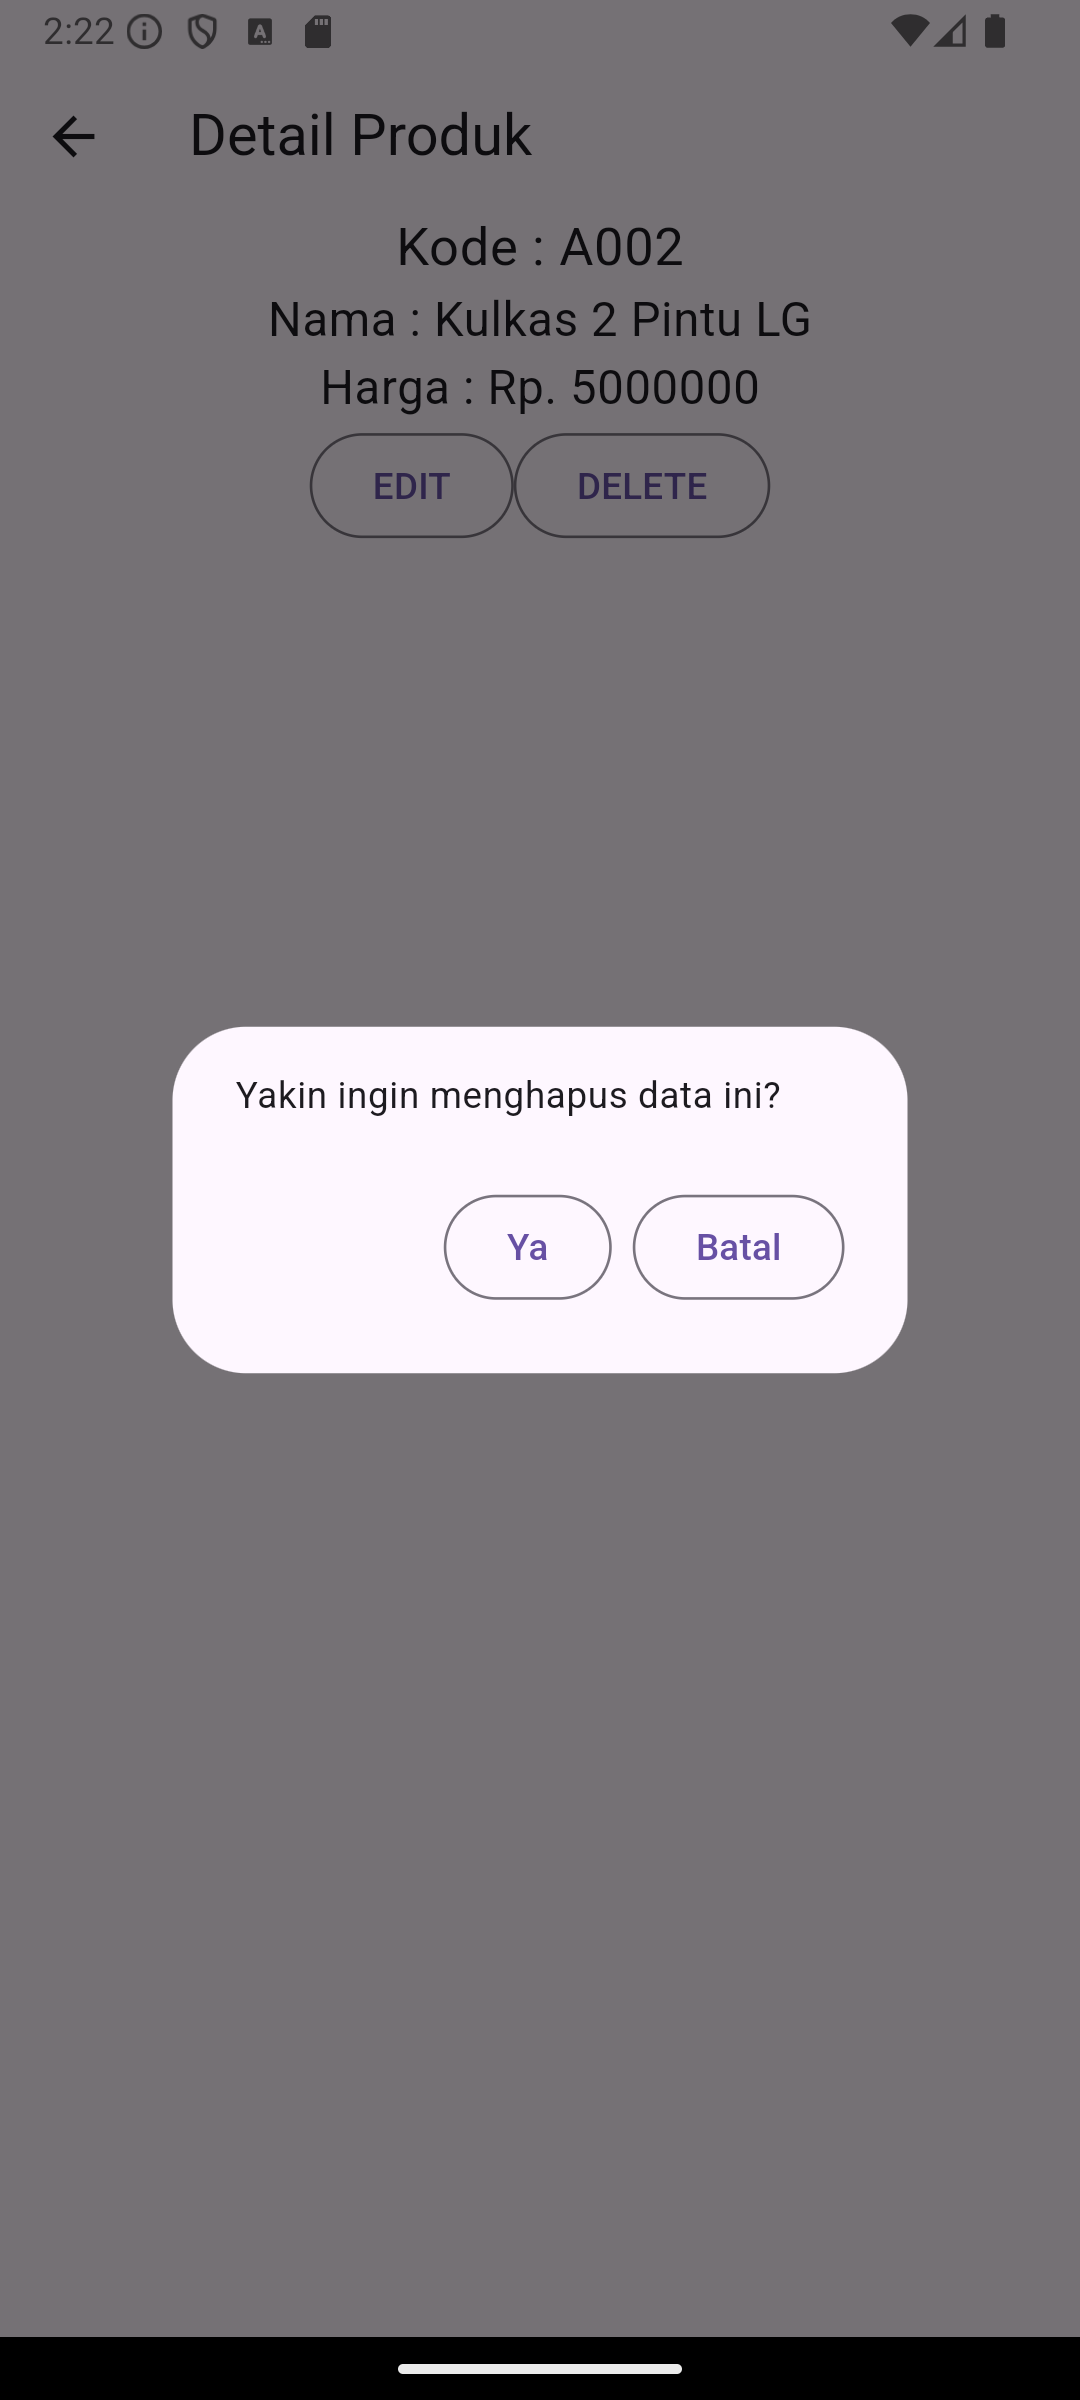 2:22
Detail Produk
Kode : A002
Nama : Kulkas 2 Pintu LG
Harga : Rp. 5000000
EDIT DELETE
Yakin ingin menghapus data ini?
Ya Batal